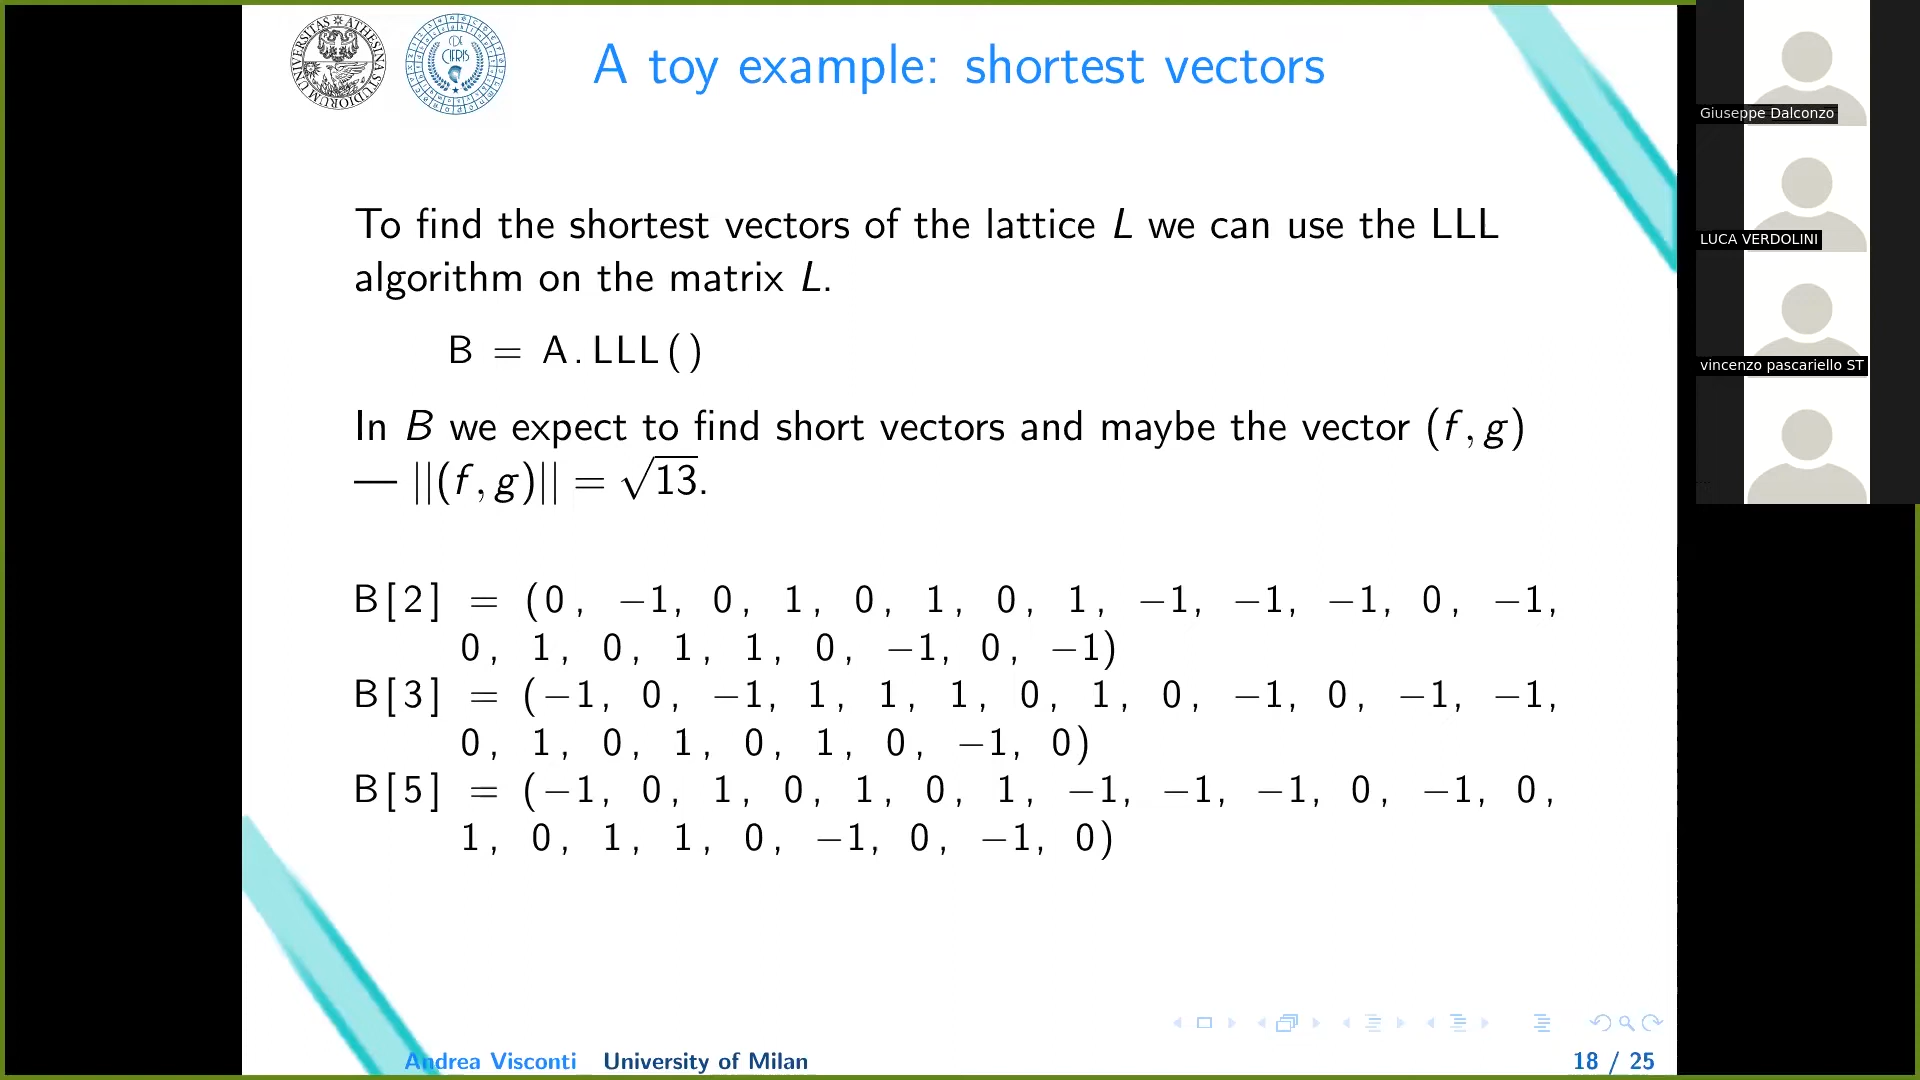 A toy example: shortest vectors
UNIVERSITAS ATHESINA STUDIORUM
DE
CIFRIS
To find the shortest vectors of the lattice L we can use the LLL
algorithm on the matrix L.
B = A.LLL()
In B we expect to find short vectors and maybe the vector (f, g)
— ||(f, g)|| = √13.
B[2] = (0, −1, 0, 1, 0, 1, 0, 1, −1, −1, −1, 0, −1,
0, 1, 0, 1, 1, 0, −1, 0, −1)
B[3] = (−1, 0, −1, 1, 1, 1, 0, 1, 0, −1, 0, −1, −1,
0, 1, 0, 1, 0, 1, 0, −1, 0)
B[5] = (−1, 0, 1, 0, 1, 0, 1, −1, −1, −1, 0, −1, 0,
1, 0, 1, 1, 0, −1, 0, −1, 0)
Andrea Visconti University of Milan
18 / 25
Giuseppe Dalconzo
LUCA VERDOLINI
vincenzo pascariello ST